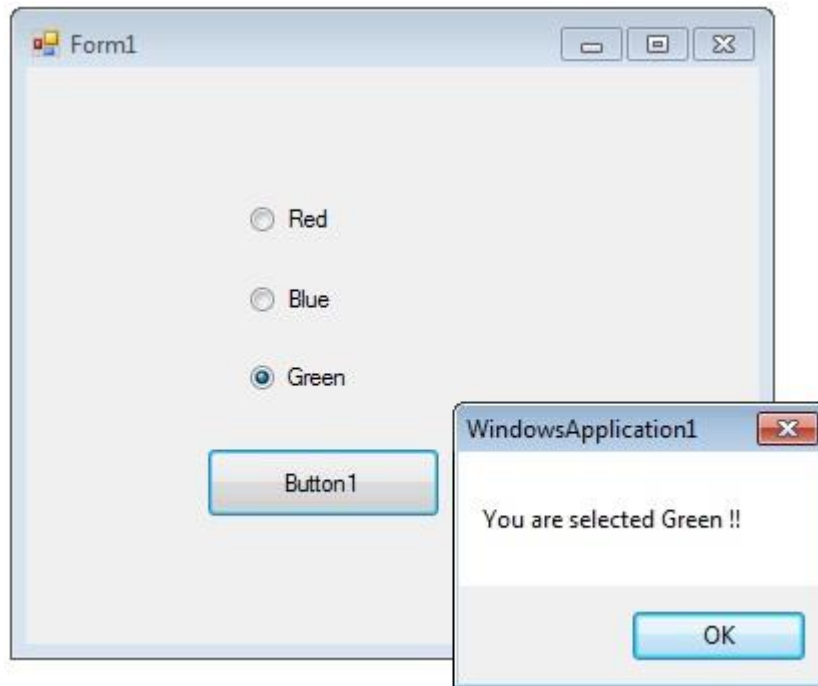 Form1
Red
Blue
Green
Button1
WindowsApplication1
You are selected Green !!
OK